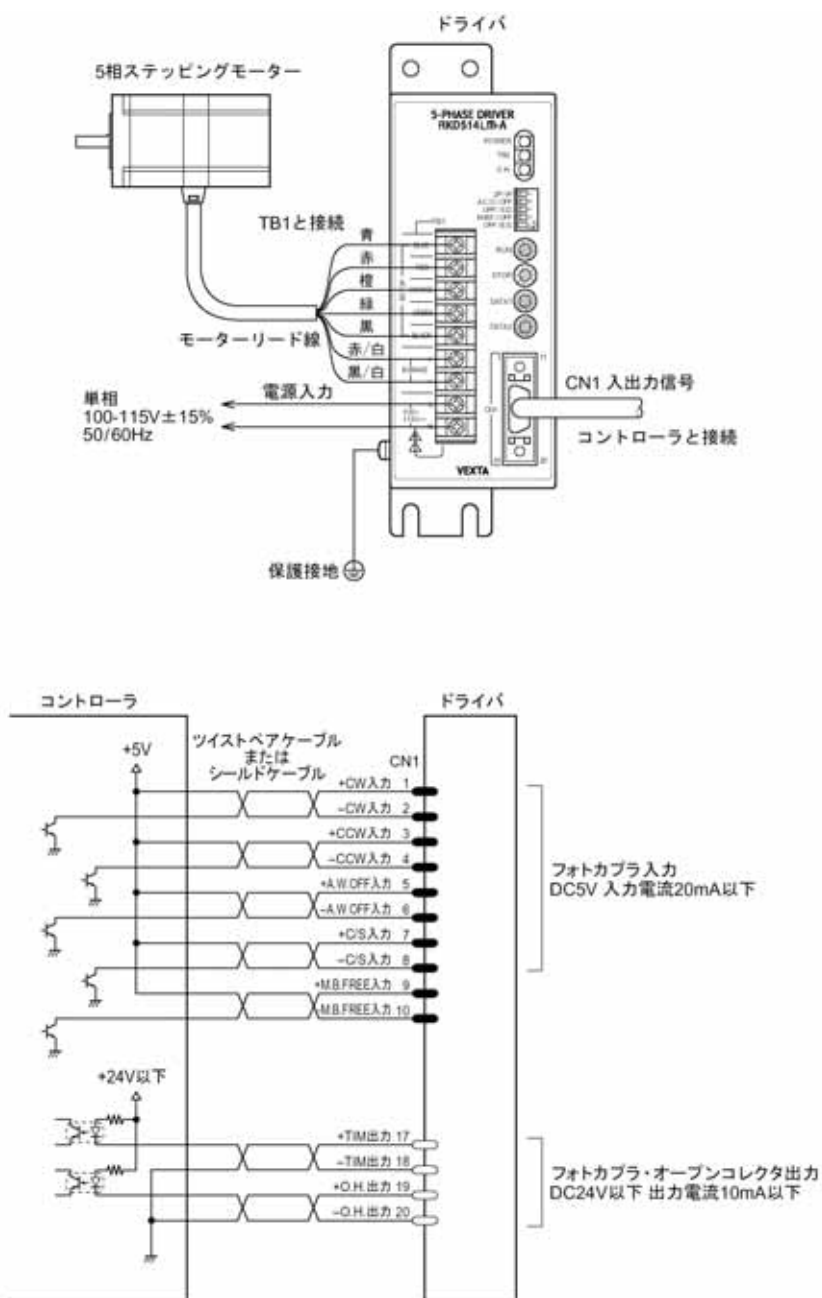 ドライバ
5相ステッピングモーター
5-PHASE DRIVER
RKD514LM-A
POWER
TIM.
O.H.
TB1と接続
TB1
青
赤
橙
緑
黒
赤/白
黒/白
RUN
STOP
モーターリード線
電源入力
単相
100-115V±15%
50/60Hz
CN1 入出力信号
コントローラと接続
VEXTA
保護接地
コントローラ
ドライバ
+5V
ツイストペアケーブル
または
シールドケーブル
CN1
+CW入力 1
−CW入力 2
+CCW入力 3
−CCW入力 4
+A.W.OFF入力 5
−A.W.OFF入力 6
+C/S入力 7
−C/S入力 8
+M.B.FREE入力 9
−M.B.FREE入力 10
フォトカプラ入力
DC5V 入力電流20mA以下
+24V以下
+TIM出力 17
−TIM出力 18
+O.H.出力 19
−O.H.出力 20
フォトカプラ・オープンコレクタ出力
DC24V以下 出力電流10mA以下